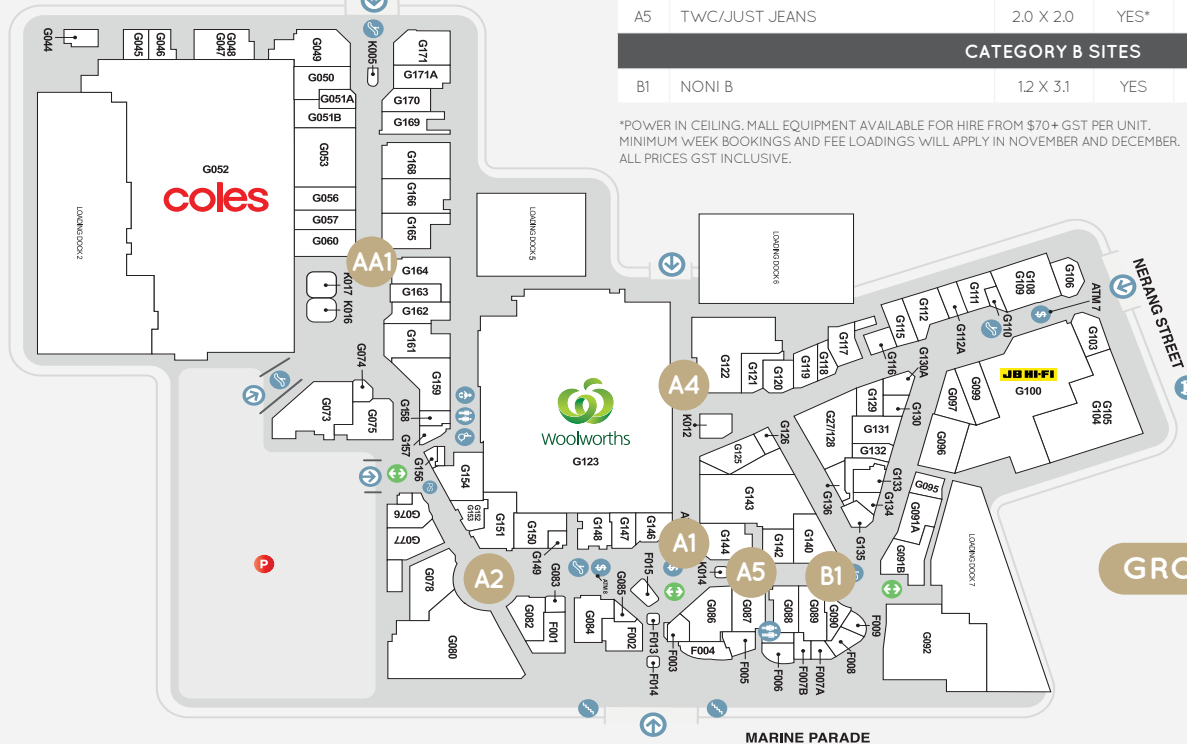 A5 TWC/JUST JEANS 2.0 X 2.0 YES*
CATEGORY B SITES
B1 NONI B 1.2 X 3.1 YES
*POWER IN CEILING. MALL EQUIPMENT AVAILABLE FOR HIRE FROM $70+ GST PER UNIT.
MINIMUM WEEK BOOKINGS AND FEE LOADINGS WILL APPLY IN NOVEMBER AND DECEMBER.
ALL PRICES GST INCLUSIVE.
G044
G045
G046
G047
G048
G049
K005
G171
G050
G171A
G051A
G170
G051B
G169
G053
G168
G052
coles
G056
G166
G057
G165
G060
LOADING DOCK 2
LOADING DOCK 5
LOADING DOCK 6
AA1
G164
K017
K016
G163
G162
G161
G074
G159
G073
G075
G158
G157
G156
G154
G152
G153
G151
G150
G149
G148
G147
G146
Woolworths
G123
A4
K012
G122
G121
G120
G119
G118
G117
G116
G115
G112
G112A
G111
G110
G109
G108
G106
ATM 7
NERANG STREET
G103
G105
G104
JB HI-FI
G100
G099
G097
G096
G130A
G129
G130
G131
G132
G27/128
G133
G134
G135
G136
G126
G125
G143
G095
G091A
G091B
LOADING DOCK 7
G076
G077
G078
G080
P
A2
G083
G082
F001
ATM 8
G085
G084
F002
F015
F013
F014
A1
K014
G144
A5
G142
G140
B1
G086
G087
G088
G089
G090
F003
F004
F005
F006
F007B
F007A
F008
F009
G092
GRO
MARINE PARADE